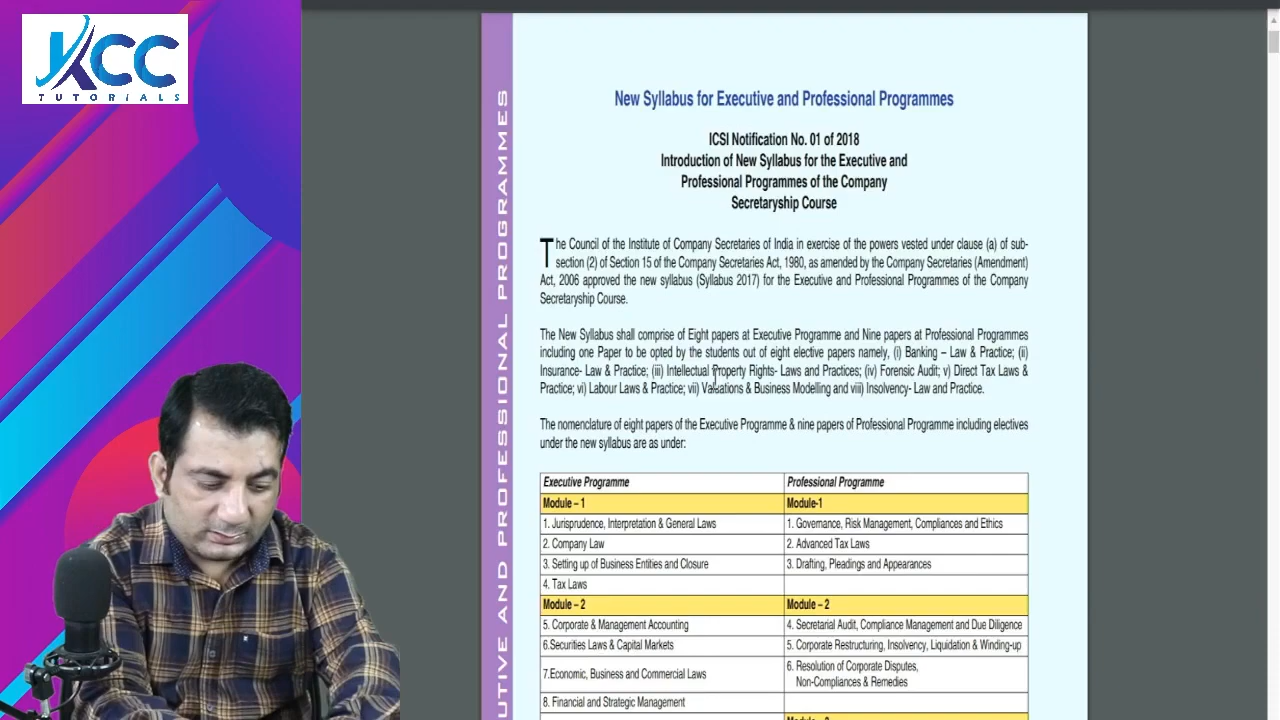 KCC
TUTORIALS
UTIVE AND PROFESSIONAL PROGRAMMES
New Syllabus for Executive and Professional Programmes
ICSI Notification No. 01 of 2018
Introduction of New Syllabus for the Executive and
Professional Programmes of the Company
Secretaryship Course
The Council of the Institute of Company Secretaries of India in exercise of the powers vested under clause (a) of sub-
section (2) of Section 15 of the Company Secretaries Act, 1980, as amended by the Company Secretaries (Amendment)
Act, 2006 approved the new syllabus (Syllabus 2017) for the Executive and Professional Programmes of the Company
Secretaryship Course.
The New Syllabus shall comprise of Eight papers at Executive Programme and Nine papers at Professional Programmes
including one Paper to be opted by the students out of eight elective papers namely, (i) Banking – Law & Practice; (ii)
Insurance- Law & Practice; (iii) Intellectual Property Rights- Laws and Practices; (iv) Forensic Audit; v) Direct Tax Laws &
Practice; vi) Labour Laws & Practice; vii) Valuations & Business Modelling and viii) Insolvency- Law and Practice.
The nomenclature of eight papers of the Executive Programme & nine papers of Professional Programme including electives
under the new syllabus are as under:
Executive Programme Professional Programme
Module – 1 Module-1
1. Jurisprudence, Interpretation & General Laws 1. Governance, Risk Management, Compliances and Ethics
2. Company Law 2. Advanced Tax Laws
3. Setting up of Business Entities and Closure 3. Drafting, Pleadings and Appearances
4. Tax Laws
Module – 2 Module – 2
5. Corporate & Management Accounting 4. Secretarial Audit, Compliance Management and Due Diligence
6.Securities Laws & Capital Markets 5. Corporate Restructuring, Insolvency, Liquidation & Winding-up
7.Economic, Business and Commercial Laws 6. Resolution of Corporate Disputes,
Non-Compliances & Remedies
8. Financial and Strategic Management